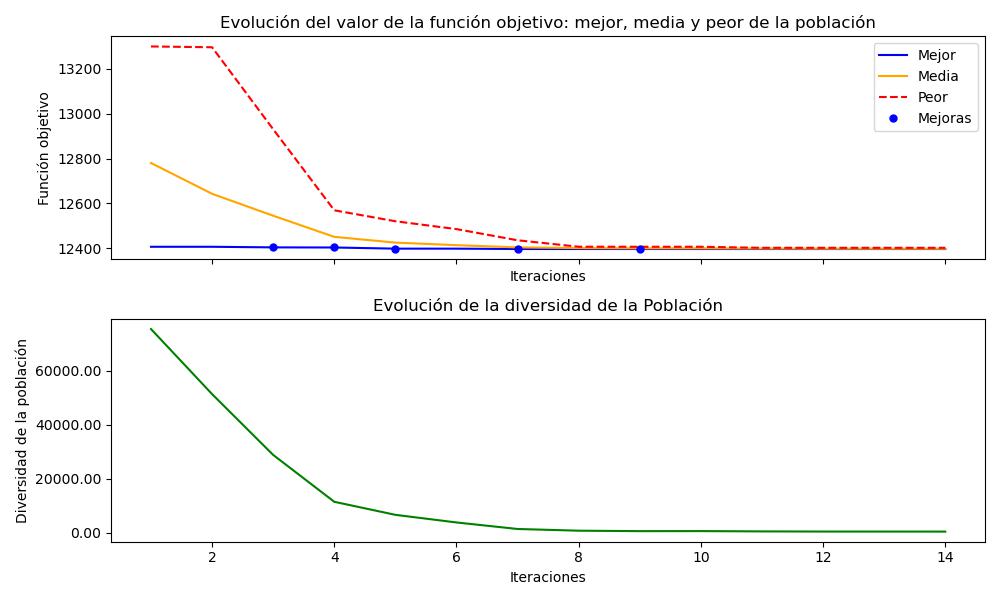 Evolución del valor de la función objetivo: mejor, media y peor de la población
Función objetivo
13200
13000
12800
12600
12400
Mejor
Media
Peor
Mejoras
Iteraciones
Evolución de la diversidad de la Población
Diversidad de la población
60000.00
40000.00
20000.00
0.00
2 4 6 8 10 12 14
Iteraciones